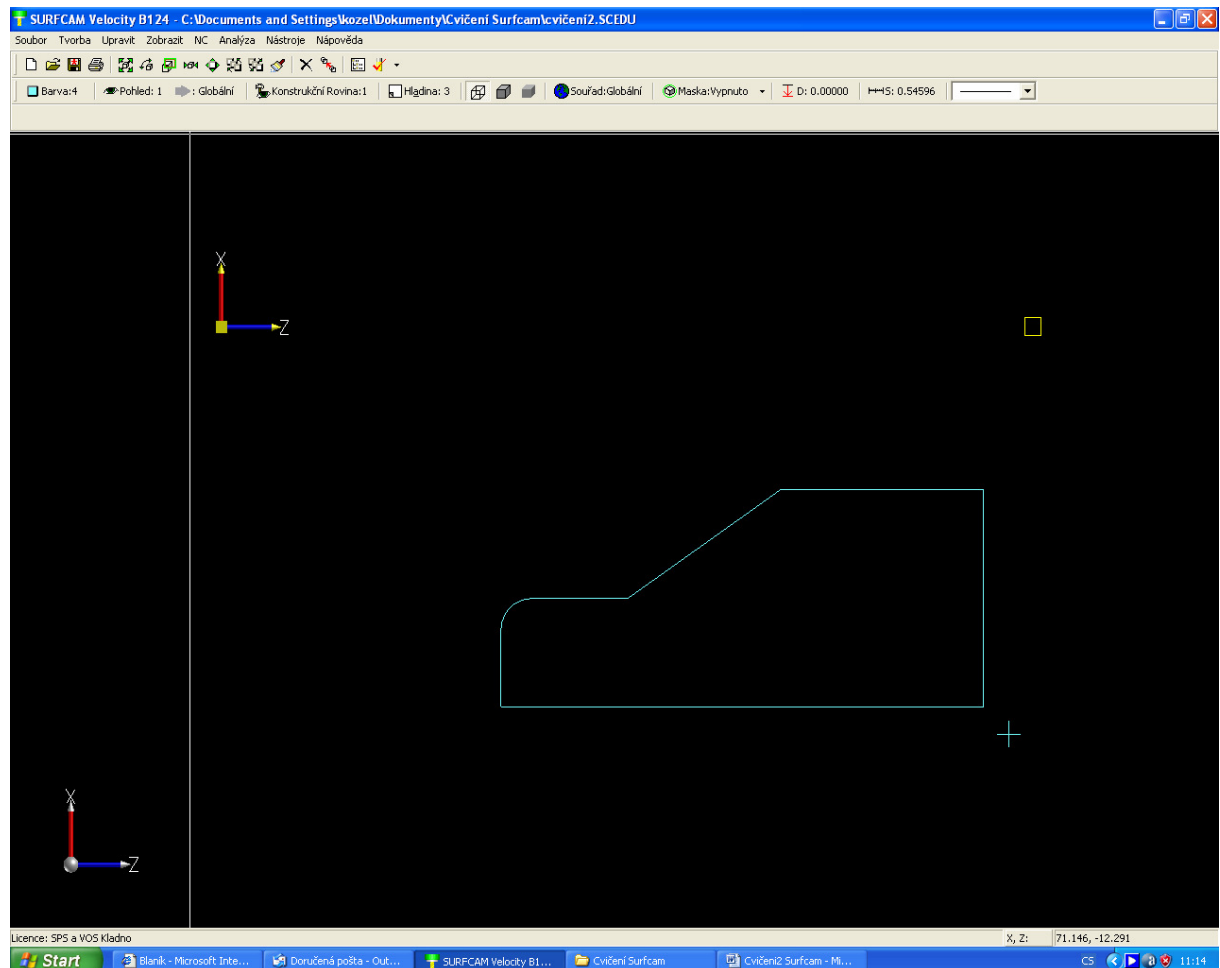 SURFCAM Velocity B124 - C:\Documents and Settings\kozel\Dokumenty\Cvičení Surfcam\cvičení2.SCEDU
Soubor Tvorba Upravit Zobrazit NC Analýza Nástroje Nápověda
Barva:4 Pohled: 1 : Globální Konstrukční Rovina:1 Hladina: 3 Souřad:Globální Maska:Vypnuto D: 0.00000 S: 0.54596
X
Z
X
Z
Licence: SPS a VOS Kladno X, Z: 71.146, -12.291
Start Blaník - Microsoft Inte... Doručená pošta - Out... SURFCAM Velocity B1... Cvičení Surfcam Cvičeni2 Surfcam - Mi... CS 11:14